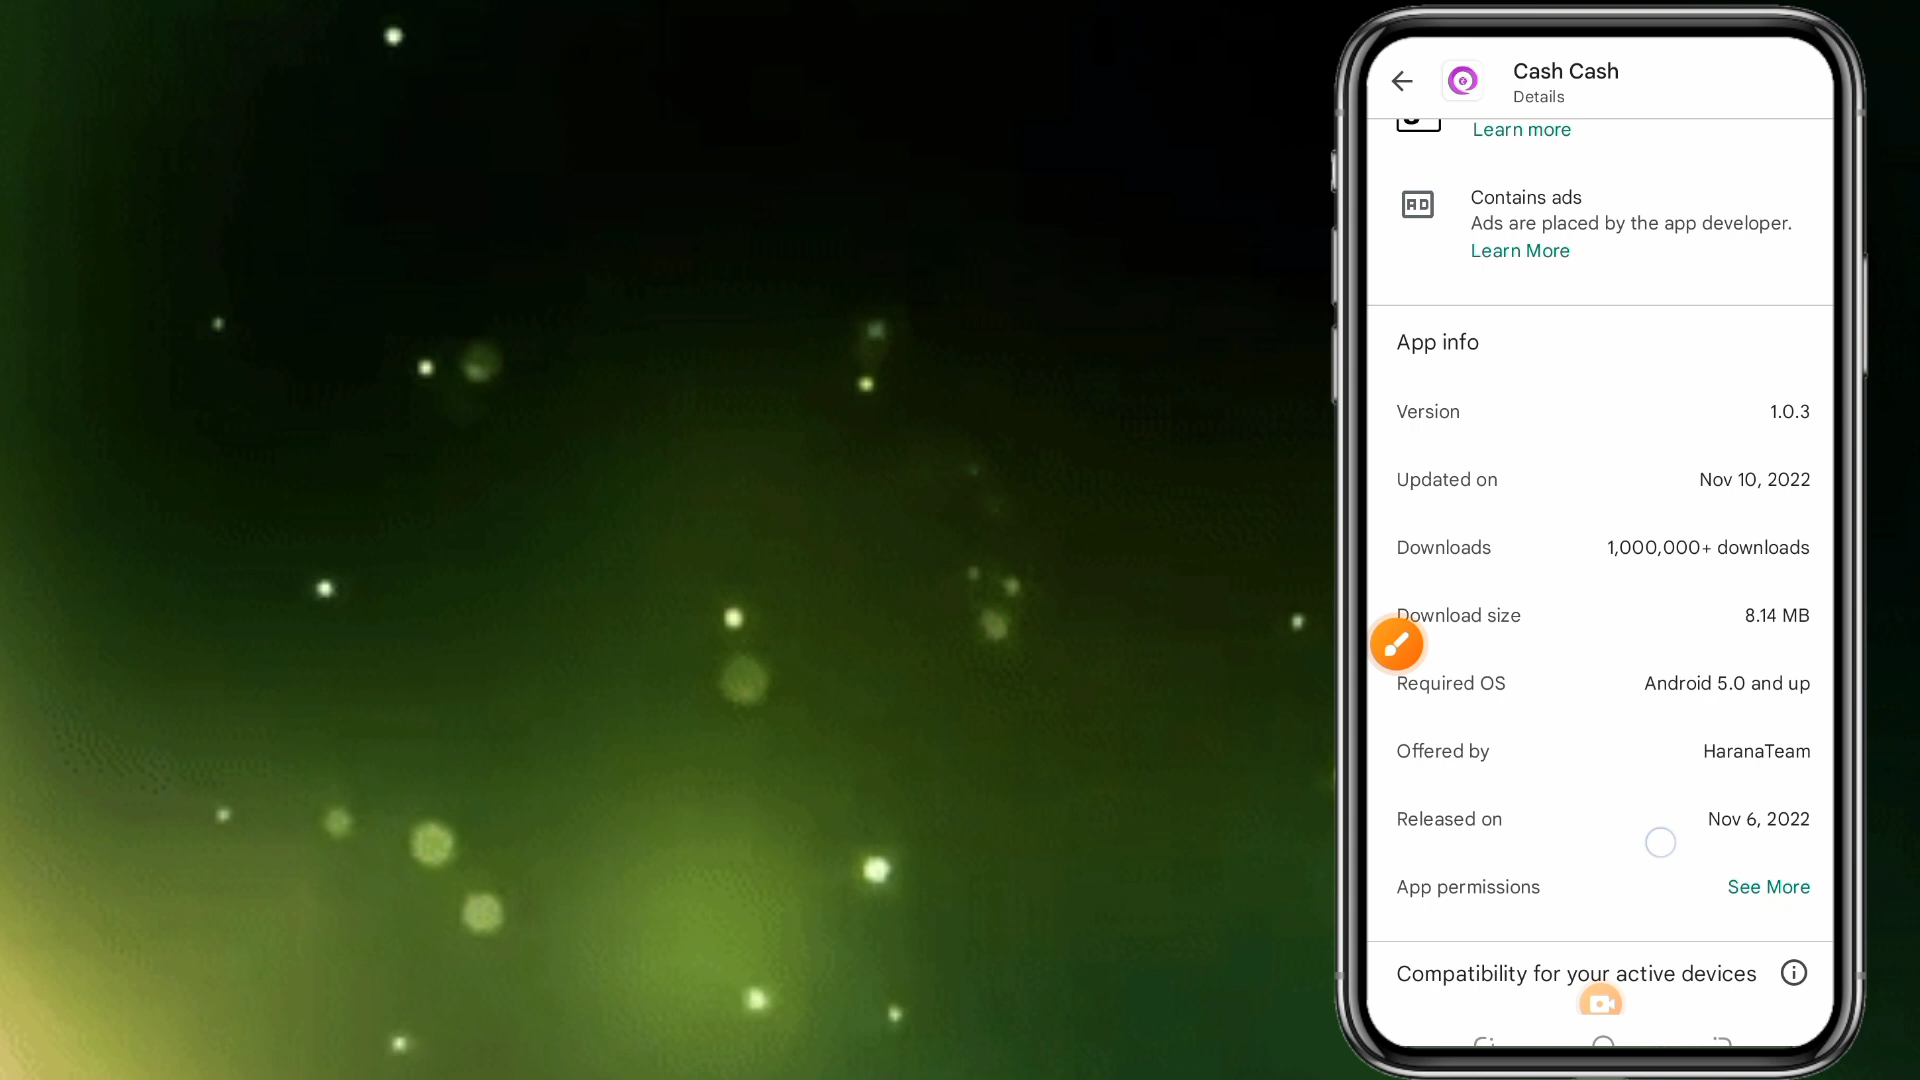 Cash Cash
Details
Learn more
AD
Contains ads
Ads are placed by the app developer.
Learn More
App info
Version 1.0.3
Updated on Nov 10, 2022
Downloads 1,000,000+ downloads
Download size 8.14 MB
Required OS Android 5.0 and up
Offered by HaranaTeam
Released on Nov 6, 2022
App permissions See More
Compatibility for your active devices